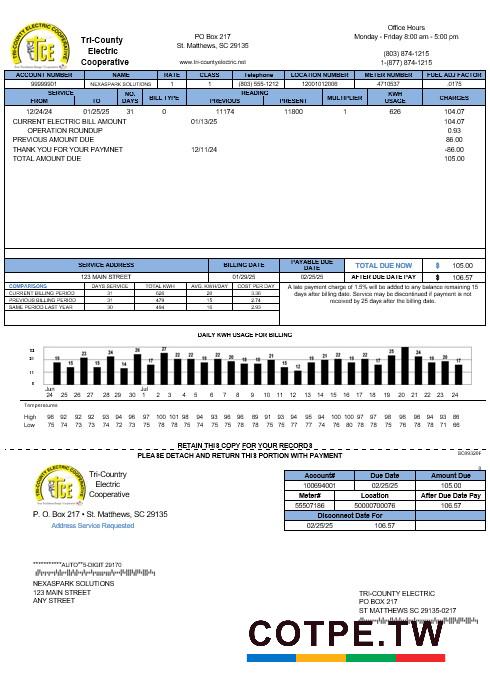 TRI-COUNTY ELECTRIC COOPERATIVE
TCE
Tri-County
Electric
Cooperative
PO Box 217
St. Matthews, SC 29135
www.tri-countyelectric.net
Office Hours
Monday - Friday 8:00 am - 5:00 pm
(803) 874-1215
1-(877) 874-1215
ACCOUNT NUMBER NAME RATE CLASS Telephone LOCATION NUMBER METER NUMBER FUEL ADJ FACTOR
99999901 NEXASPARK SOLUTIONS 1 1 (803) 555-1212 12001012006 4710537 .0175
SERVICE FROM TO NO. DAYS BILL TYPE READING PREVIOUS PRESENT MULTIPLIER KWH USAGE CHARGES
12/24/24 01/25/25 31 0 11174 11800 1 626 104.07
CURRENT ELECTRIC BILL AMOUNT 01/13/25 104.07
OPERATION ROUNDUP 0.93
PREVIOUS AMOUNT DUE 86.00
THANK YOU FOR YOUR PAYMNET 12/11/24 -86.00
TOTAL AMOUNT DUE 105.00
SERVICE ADDRESS BILLING DATE PAYABLE DUE DATE TOTAL DUE NOW $ 105.00
123 MAIN STREET 01/29/25 02/25/25 AFTER DUE DATE PAY $ 106.57
COMPARISONS DAYS SERVICE TOTAL KWH AVG. KWH/DAY COST PER DAY
CURRENT BILLING PERIOD 31 626 20 3.36
PREVIOUS BILLING PERIOD 31 479 15 2.74
SAME PERIOD LAST YEAR 30 494 16 2.93
A late payment charge of 1.5% will be added to any balance remaining 15
days after billing date. Service may be discontinued if payment is not
received by 25 days after the billing date.
DAILY KWH USAGE FOR BILLING
Jun Jul
24 25 26 27 28 29 30 1 2 3 4 5 6 7 8 9 10 11 12 13 14 15 16 17 18 19 20 21 22 23 24
Temperatures
High 98 92 92 92 94 94 96 97 100 101 98 94 96 96 96 89 91 93 94 95 94 100 100 97 97 98 96 96 94 93 86
Low 75 74 73 73 72 73 74 76 75 75 75 75 75 77 72 71 71 73 75 72 71 76 77 77 74 76 80 78 71 68 66
RETAIN THIS COPY FOR YOUR RECORDS
PLEASE DETACH AND RETURN THIS PORTION WITH PAYMENT
TRI-COUNTY ELECTRIC COOPERATIVE
TCE
Tri-Country
Electric
Cooperative
P. O. Box 217 • St. Matthews, SC 29135
Address Service Requested
Account# Due Date Amount Due
100694001 02/25/25 105.00
Meter# Location After Due Date Pay
55507186 50000700076 106.57
Disconnect Date For
02/25/25 106.57
***********AUTO**5-DIGIT 29170
NEXASPARK SOLUTIONS
123 MAIN STREET
ANY STREET
TRI-COUNTY ELECTRIC
PO BOX 217
ST MATTHEWS SC 29135-0217
COTPE.TW